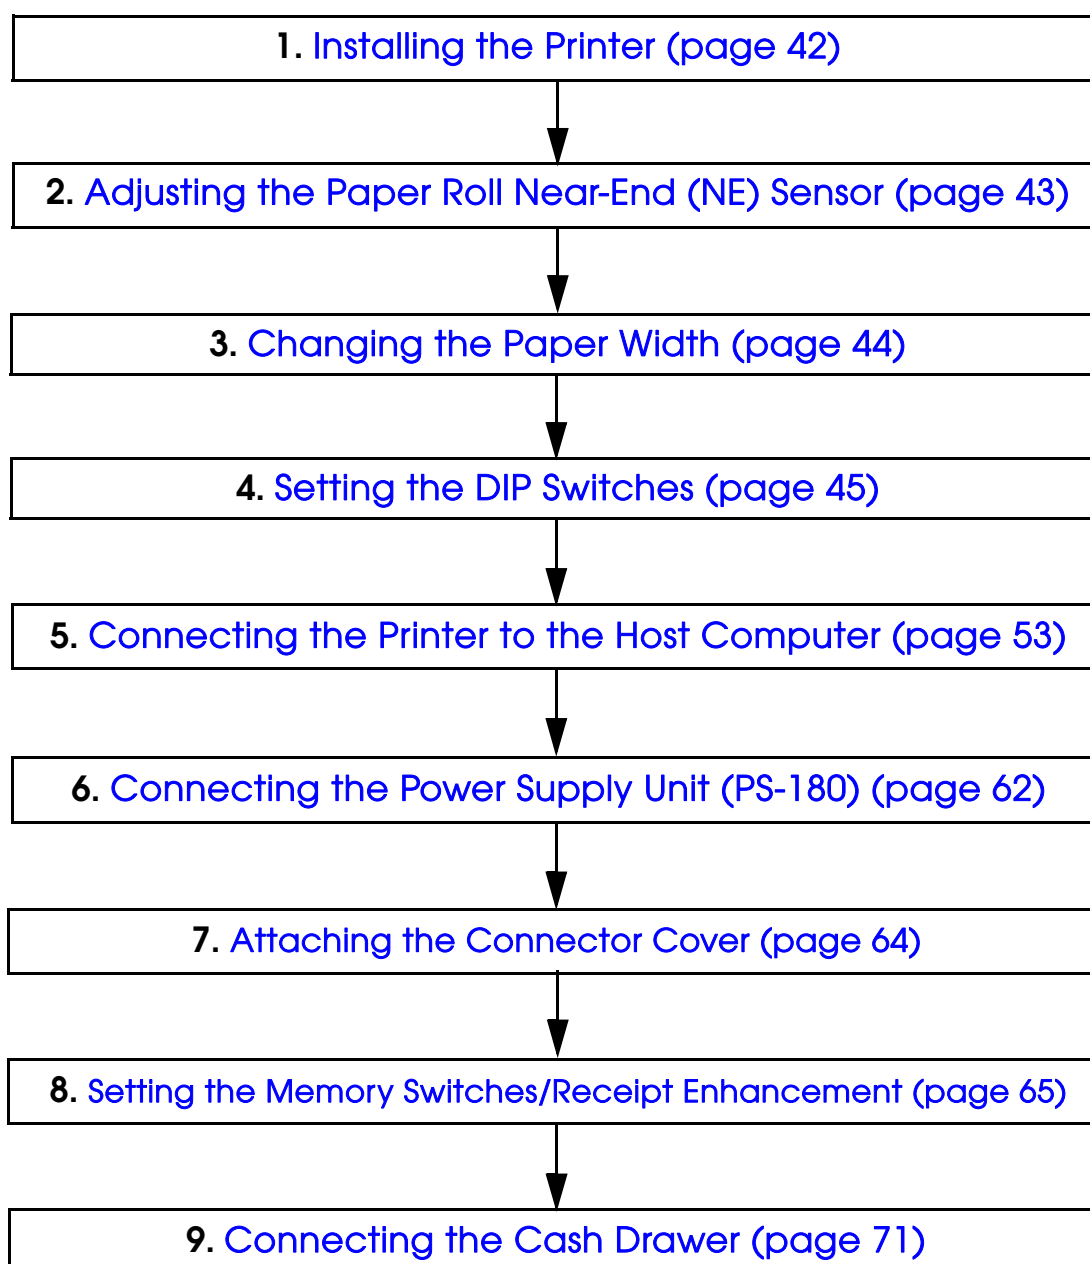 1. Installing the Printer (page 42)
2. Adjusting the Paper Roll Near-End (NE) Sensor (page 43)
3. Changing the Paper Width (page 44)
4. Setting the DIP Switches (page 45)
5. Connecting the Printer to the Host Computer (page 53)
6. Connecting the Power Supply Unit (PS-180) (page 62)
7. Attaching the Connector Cover (page 64)
8. Setting the Memory Switches/Receipt Enhancement (page 65)
9. Connecting the Cash Drawer (page 71)